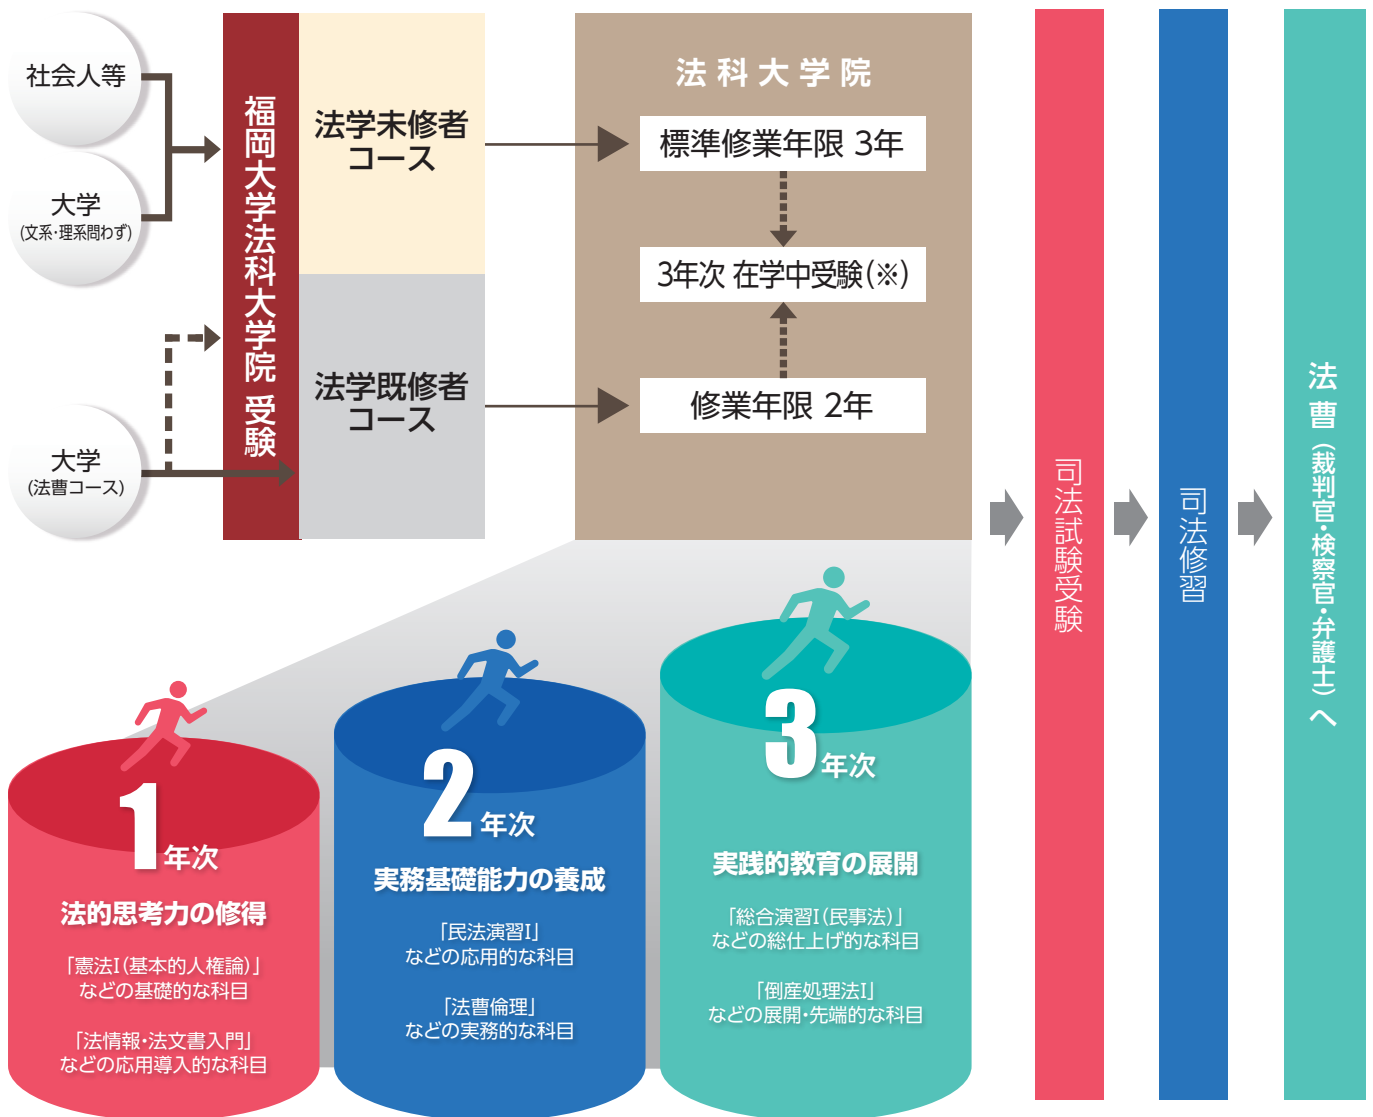 社会人等
大学
(文系・理系問わず)
大学
(法曹コース)
福岡大学法科大学院 受験
法学未修者
コース
法学既修者
コース
法科大学院
標準修業年限 3年
3年次 在学中受験(※)
修業年限 2年
司法試験受験
司法修習
法曹(裁判官・検察官・弁護士)へ
1年次
法的思考力の修得
「憲法I(基本的人権論)」
などの基礎的な科目
「法情報・法文書入門」
などの応用導入的な科目
2年次
実務基礎能力の養成
「民法演習I」
などの応用的な科目
「法曹倫理」
などの実務的な科目
3年次
実践的教育の展開
「総合演習I(民事法)」
などの総仕上げ的な科目
「倒産処理法I」
などの展開・先端的な科目